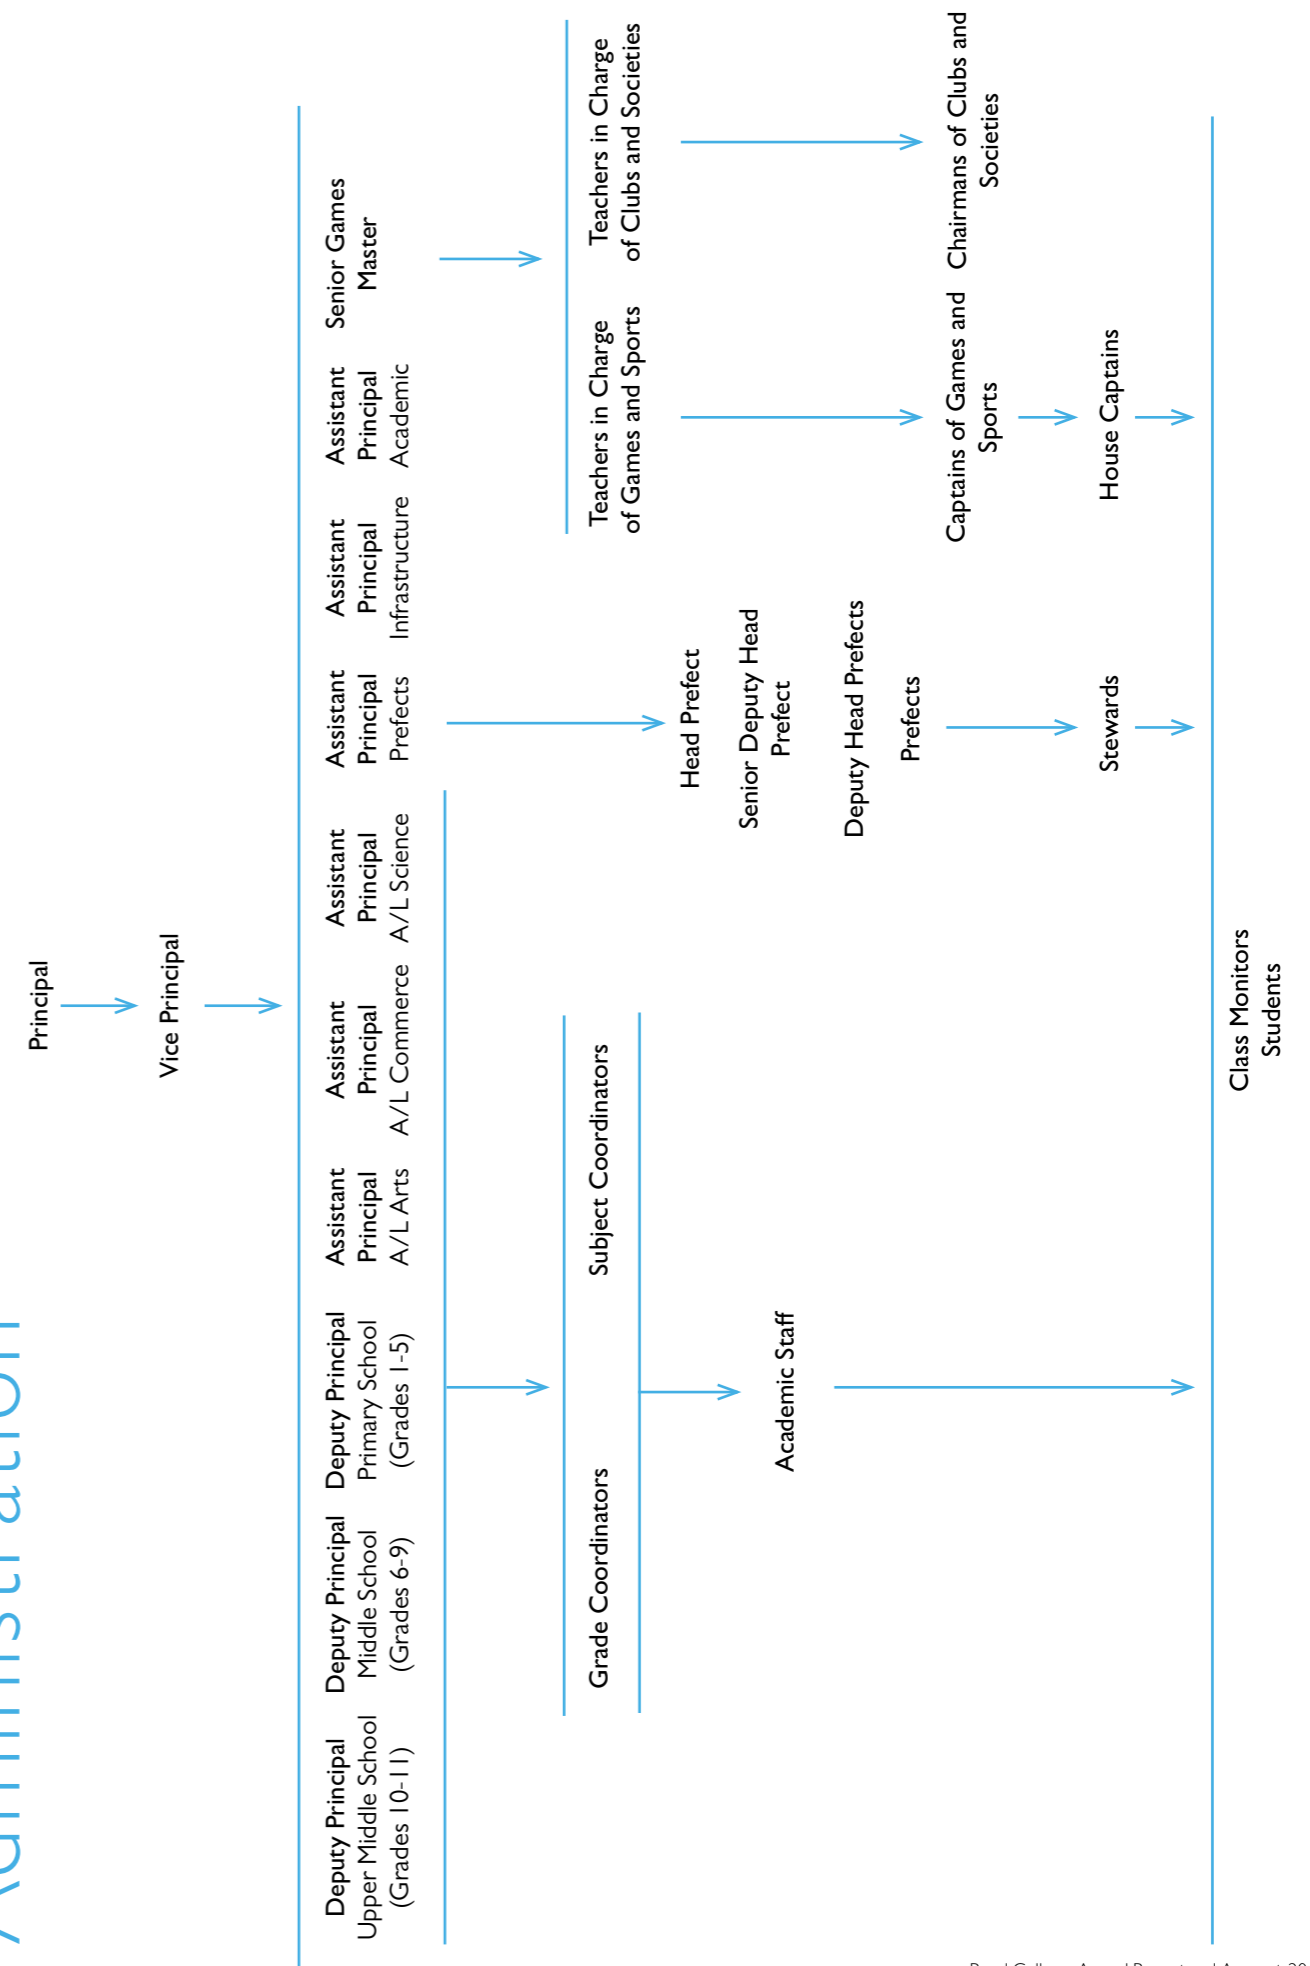 Administration
Principal
Vice Principal
Deputy Principal
Upper Middle School
(Grades 10-11)
Deputy Principal
Middle School
(Grades 6-9)
Deputy Principal
Primary School
(Grades 1-5)
Assistant
Principal
A/L Arts
Assistant
Principal
A/L Commerce
Assistant
Principal
A/L Science
Assistant
Principal
Prefects
Assistant
Principal
Infrastructure
Assistant
Principal
Academic
Senior Games
Master
Grade Coordinators
Subject Coordinators
Teachers in Charge
of Games and Sports
Teachers in Charge
of Clubs and Societies
Academic Staff
Head Prefect
Senior Deputy Head
Prefect
Deputy Head Prefects
Prefects
Captains of Games and
Sports
Chairmans of Clubs and
Societies
Stewards
House Captains
Class Monitors
Students